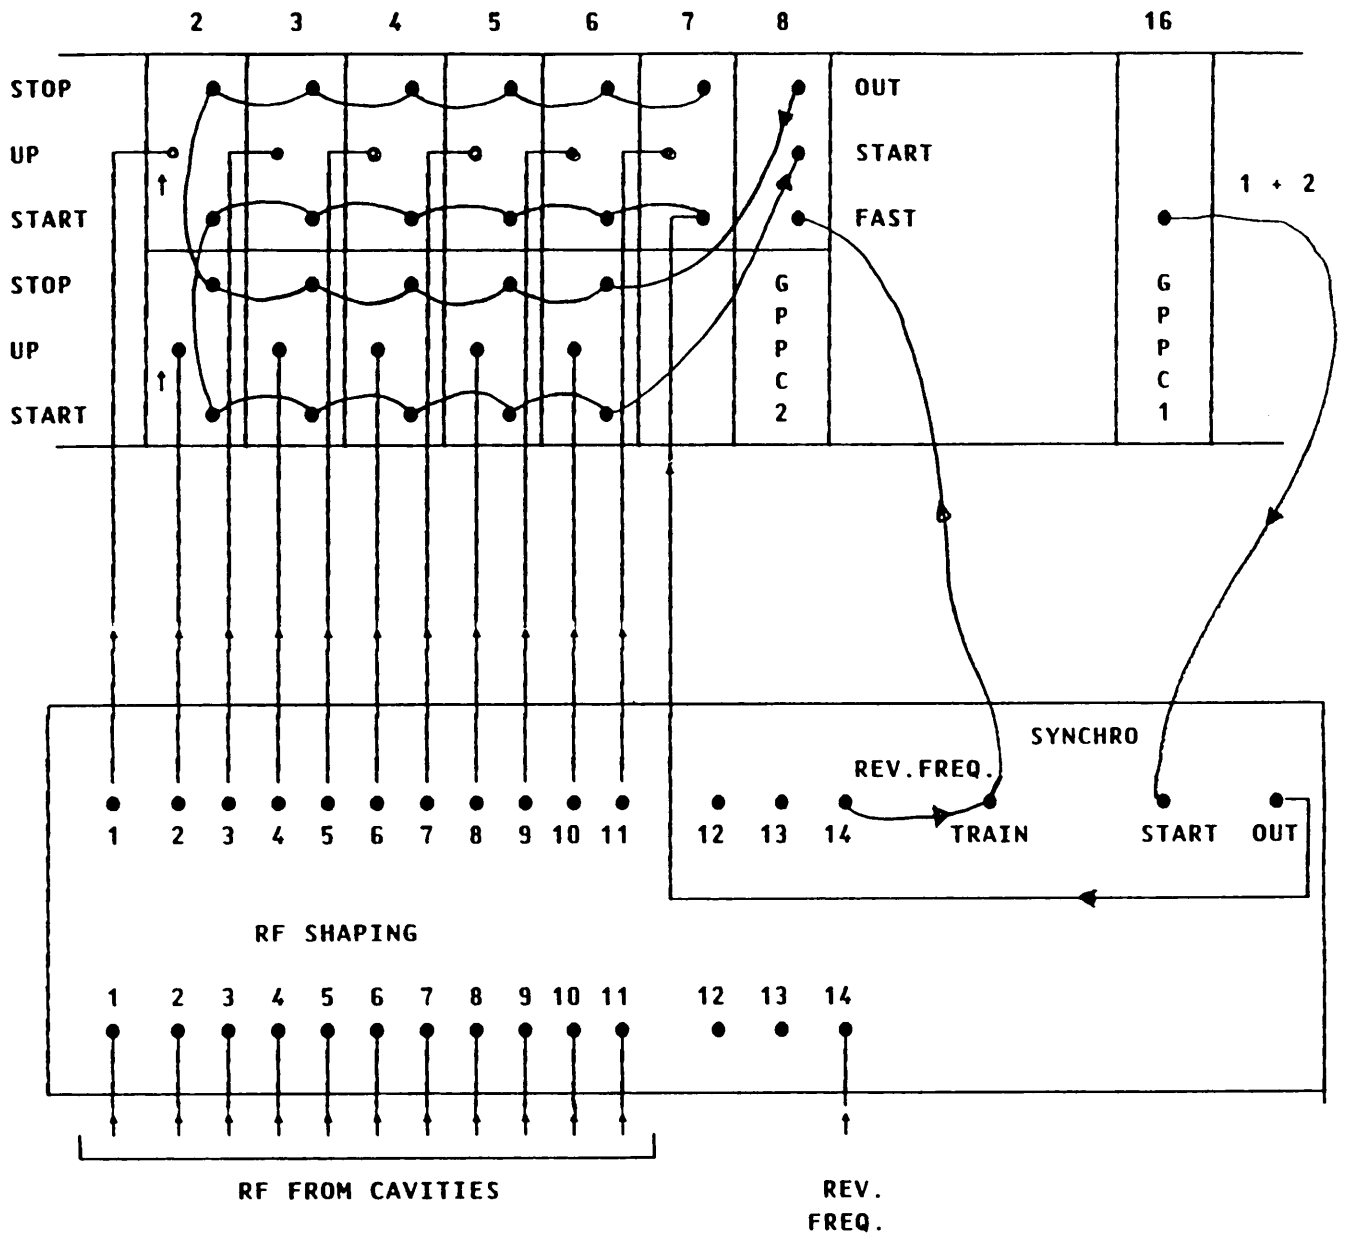 2 3 4 5 6 7 8 16
STOP OUT
UP START
1 + 2
START FAST
STOP G G
P P
UP P P
C C
START 2 1
SYNCHRO
REV.FREQ.
1 2 3 4 5 6 7 8 9 10 11 12 13 14 TRAIN START OUT
RF SHAPING
1 2 3 4 5 6 7 8 9 10 11 12 13 14
RF FROM CAVITIES REV.
FREQ.